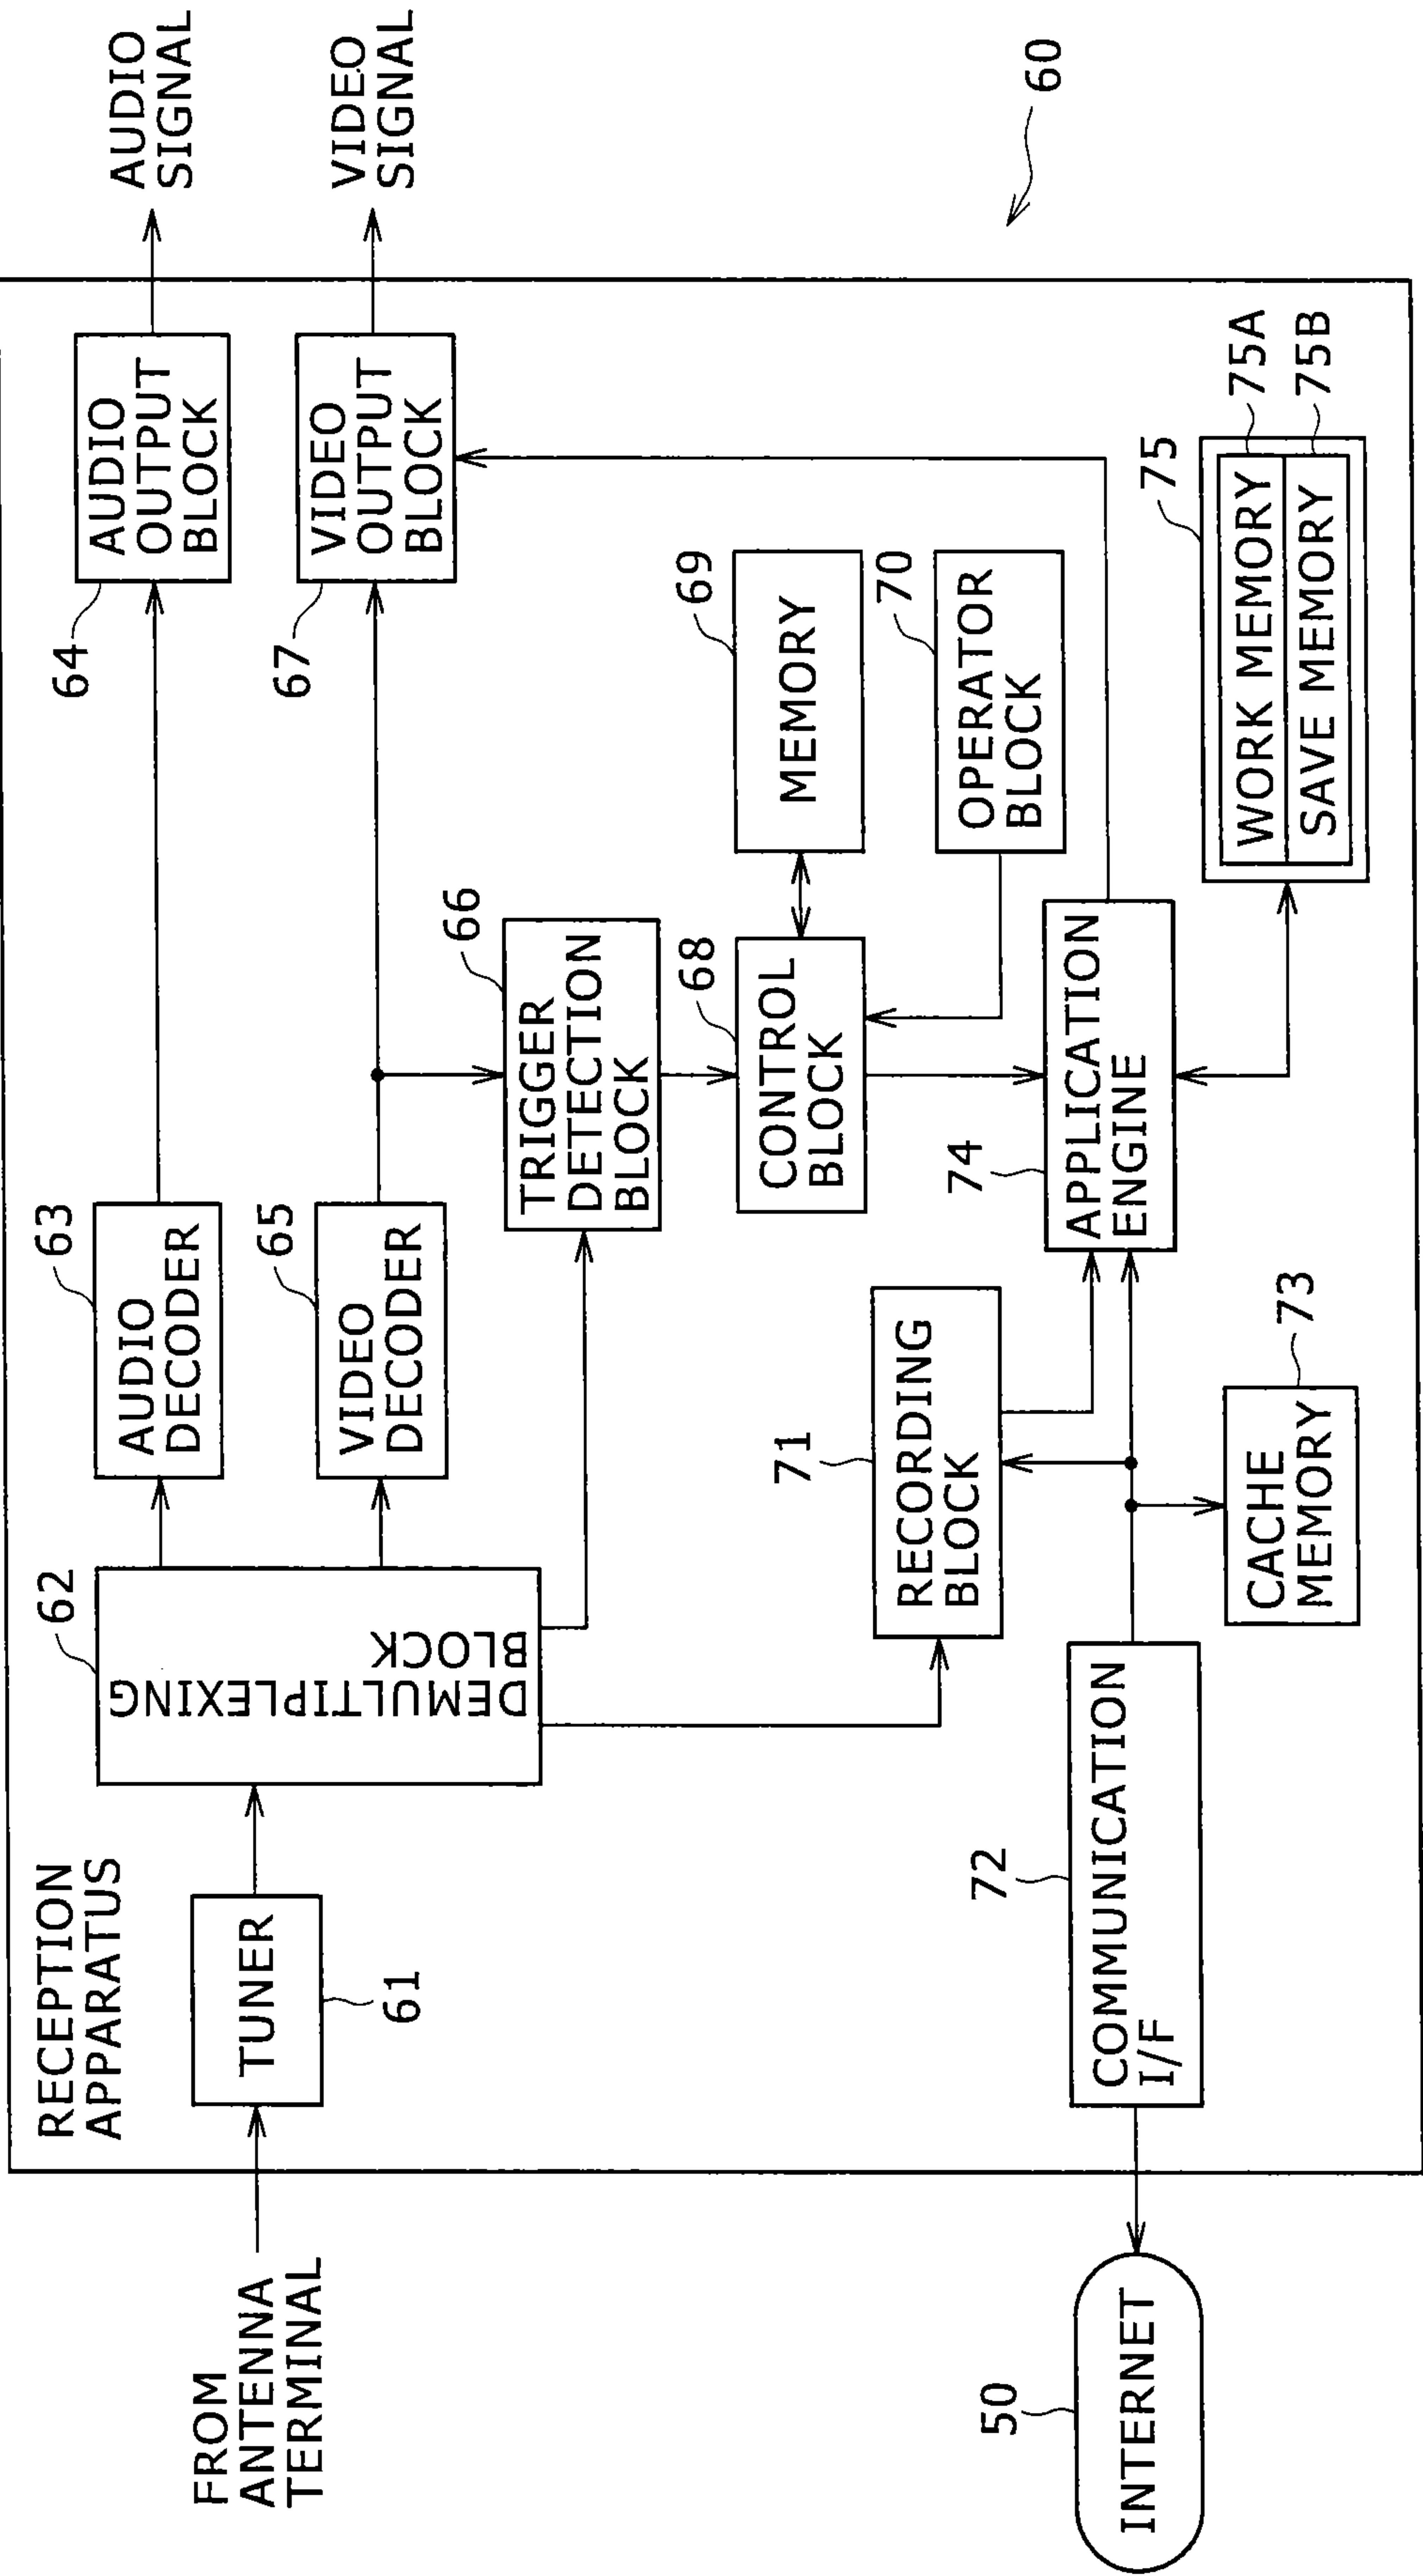 RECEPTION
APPARATUS
FROM
ANTENNA
TERMINAL
TUNER
61
62
DEMULTIPLEXING
BLOCK
63
AUDIO
DECODER
64
AUDIO
OUTPUT
BLOCK
AUDIO
SIGNAL
65
VIDEO
DECODER
67
VIDEO
OUTPUT
BLOCK
VIDEO
SIGNAL
66
TRIGGER
DETECTION
BLOCK
68
CONTROL
BLOCK
69
MEMORY
70
OPERATOR
BLOCK
60
71
RECORDING
BLOCK
74
APPLICATION
ENGINE
50
INTERNET
72
COMMUNICATION
I/F
CACHE
MEMORY
73
75
WORK MEMORY
75A
SAVE MEMORY
75B